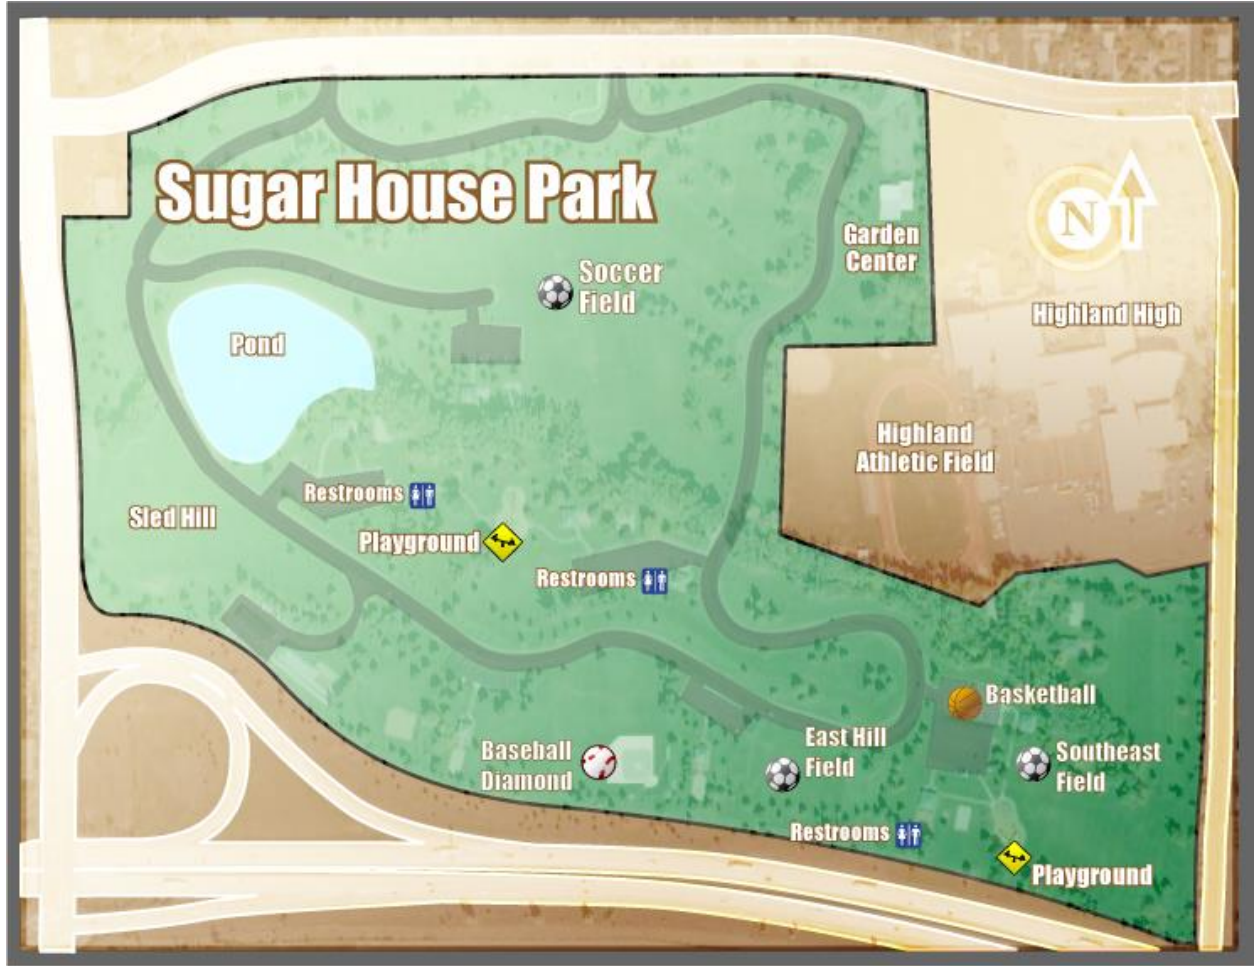 Sugar House Park
N
Garden
Center
Soccer
Field
Highland High
Pond
Highland
Athletic Field
Restrooms
Sled Hill
Playground
Restrooms
Basketball
East Hill
Field
Baseball
Diamond
Southeast
Field
Restrooms
Playground